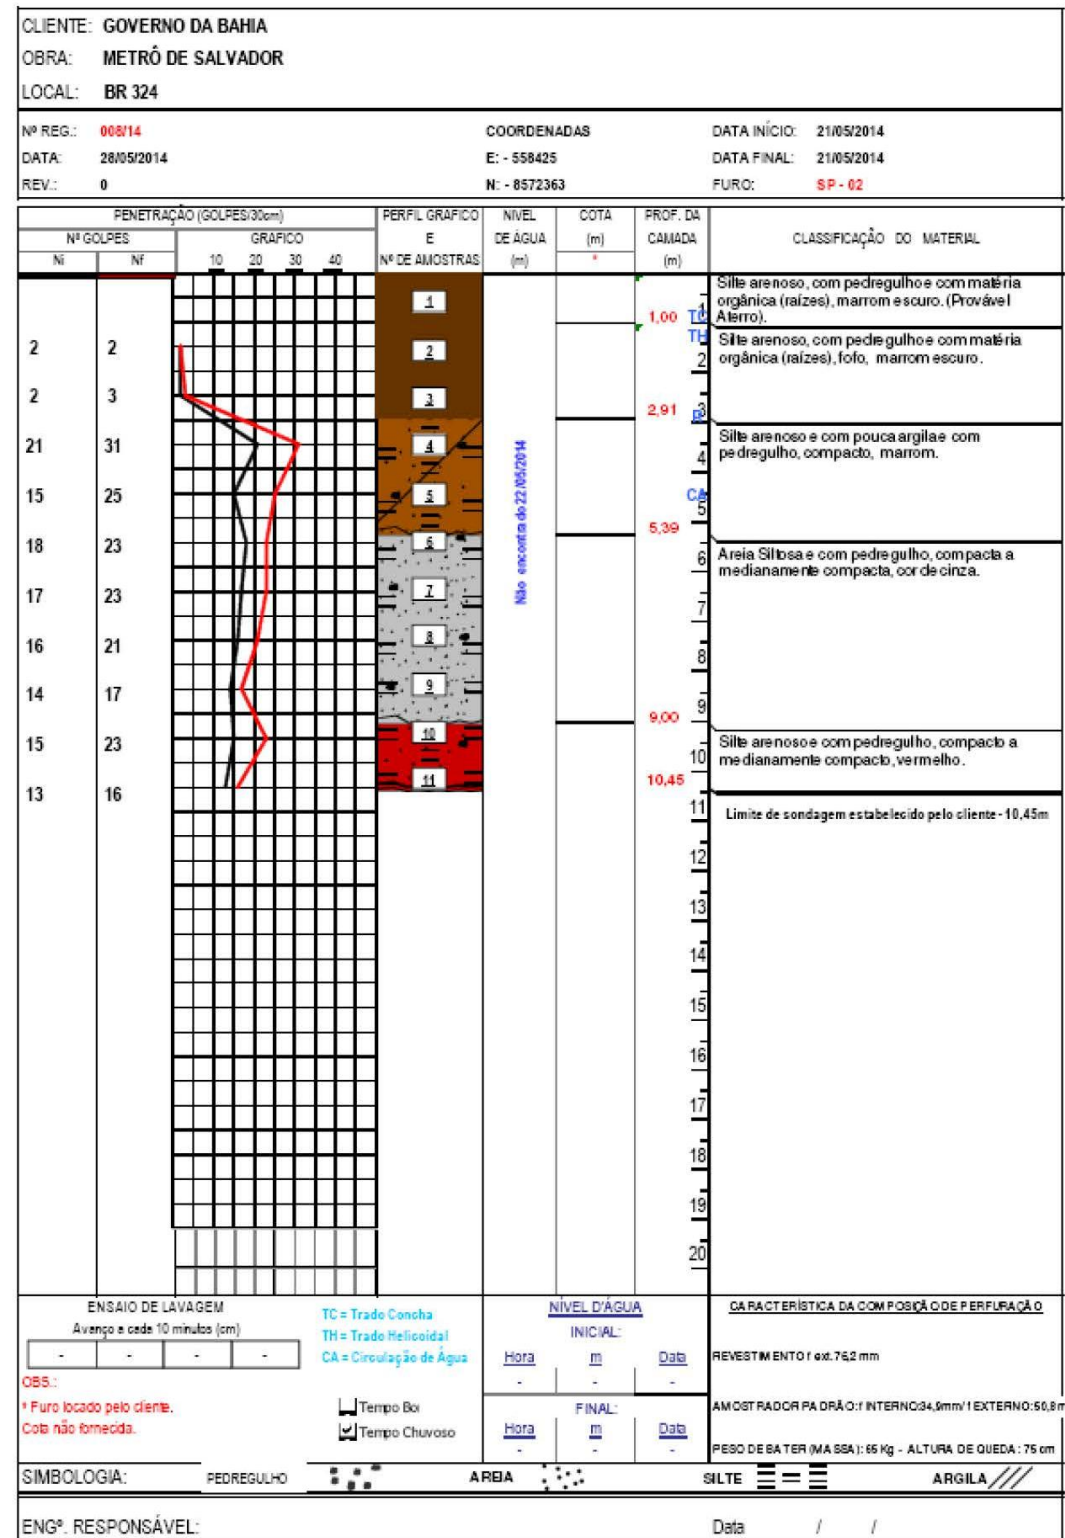 CLIENTE: GOVERNO DA BAHIA
OBRA: METRÔ DE SALVADOR
LOCAL: BR 324
Nº REG.: 008/14 COORDENADAS DATA INÍCIO: 21/05/2014
DATA: 28/05/2014 E: - 558425 DATA FINAL: 21/05/2014
REV.: 0 N: - 8572363 FURO: SP - 02
PENETRAÇÃO (GOLPES/30cm) PERFIL GRAFICO NIVEL COTA PROF. DA
Nº GOLPES GRAFICO E DE ÁGUA (m) CAMADA CLASSIFICAÇÃO DO MATERIAL
Ni Nf 10 20 30 40 Nº DE AMOSTRAS (m) * (m)
Silte arenoso, com pedregulho e com matéria
1 1 orgânica (raízes), marrom escuro. (Provável
1,00 TC Aterro).
TH Silte arenoso, com pedregulho e com matéria
2 2 2 2 orgânica (raízes), fofo, marrom escuro.
2 3 3 2,91 3
Silte arenoso e com pouca argila e com
21 31 4 4 pedregulho, compacto, marrom.
15 25 5 CA 5
Não encontrado 22/05/2014
5,39
18 23 6 6 Areia Siltosa e com pedregulho, compacta a
medianamente compacta, cor de cinza.
17 23 7 7
16 21 8 8
14 17 9 9
9,00
15 23 10 10 Silte arenoso e com pedregulho, compacto a
medianamente compacto, vermelho.
13 16 11 10,45
11 Limite de sondagem estabelecido pelo cliente - 10,45m
12
13
14
15
16
17
18
19
20
ENSAIO DE LAVAGEM
Avanço a cada 10 minutos (cm)
- - - -
TC = Trado Concha
TH = Trado Helicoidal
CA = Circulação de Água
OBS.:
* Furo locado pelo cliente.
Cota não fornecida.
Tempo Boi
Tempo Chuvoso
NÍVEL D'ÁGUA
INICIAL:
Hora m Data
- - -
FINAL:
Hora m Data
- - -
CARACTERÍSTICA DA COMPOSIÇÃO DE PERFURAÇÃO
REVESTIMENTO f ext. 76,2 mm
AMOSTRADOR PADRÃO: f INTERNO:34,9mm/ f EXTERNO:50,8m
PESO DE BATER (MASSA): 65 Kg - ALTURA DE QUEDA : 75 cm
SIMBOLOGIA: PEDREGULHO AREIA SILTE ARGILA
ENGº. RESPONSÁVEL: Data / /